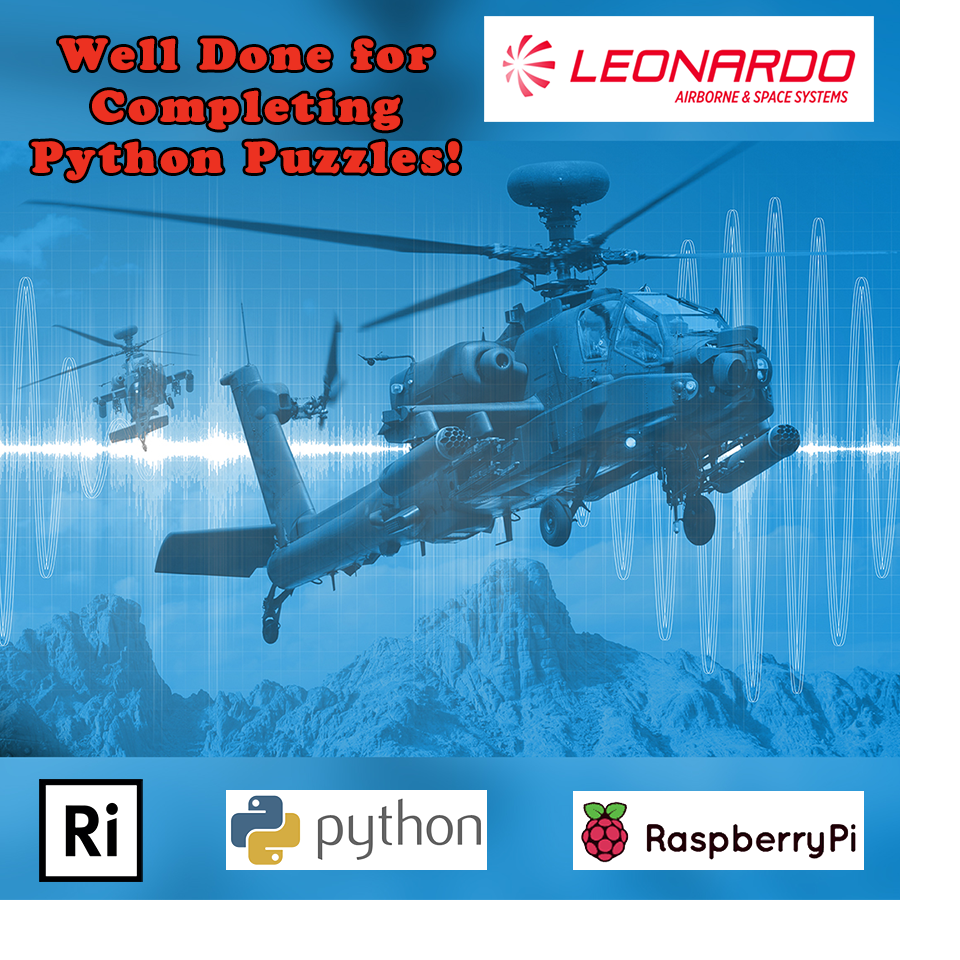 Well Done for
Completing
Python Puzzles!
LEONARDO
AIRBORNE & SPACE SYSTEMS
Ri
python
RaspberryPi